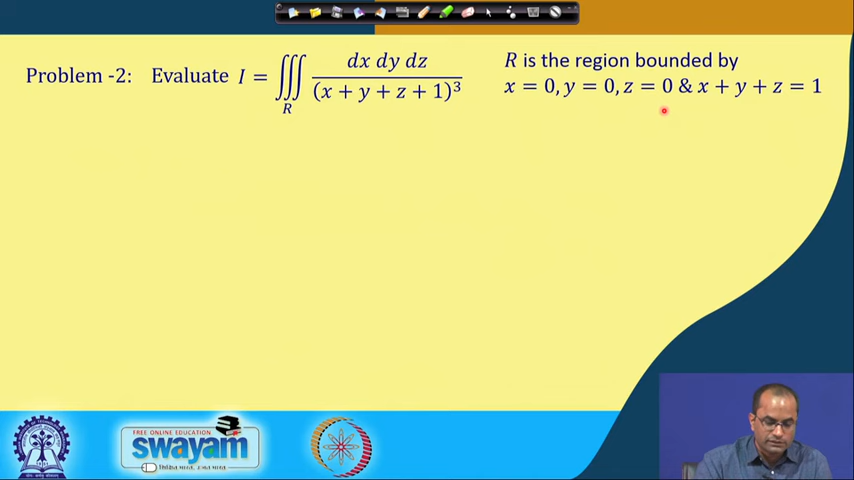 Problem -2: Evaluate I = ∭_R dx dy dz / (x + y + z + 1)³
R is the region bounded by
x = 0, y = 0, z = 0 & x + y + z = 1
FREE ONLINE EDUCATION
swayam